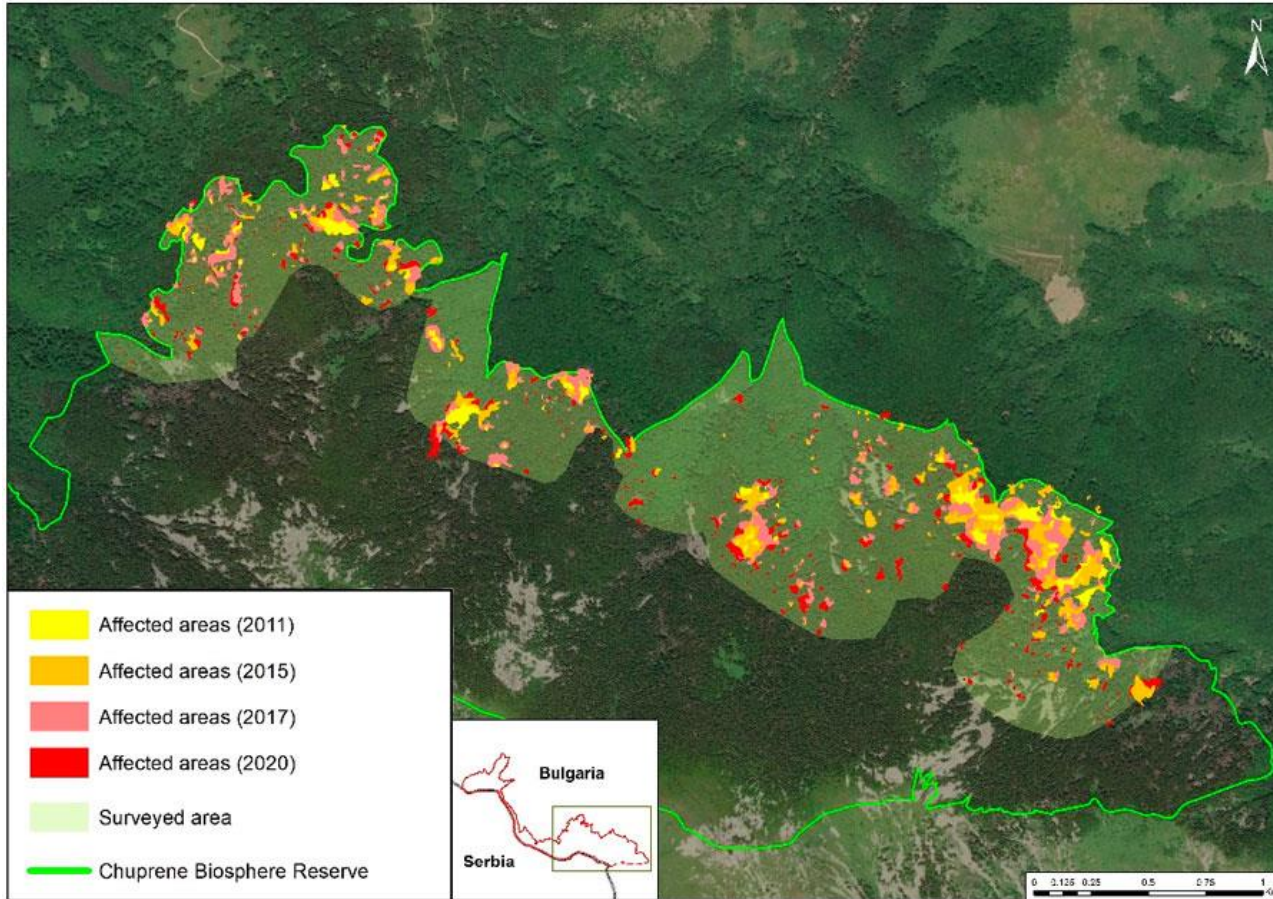 N
Affected areas (2011)
Affected areas (2015)
Affected areas (2017)
Affected areas (2020)
Surveyed area
Chuprene Biosphere Reserve
Bulgaria
Serbia
0 0.125 0.25 0.5 0.75 1